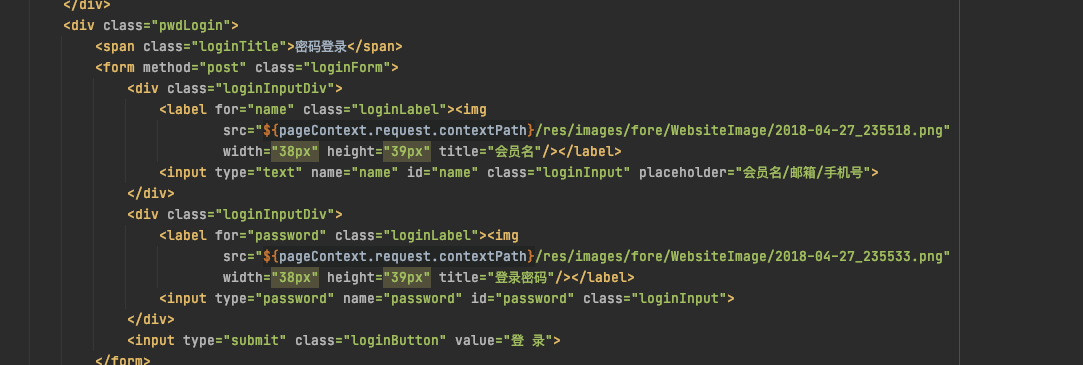 </div>
<div class="pwdLogin">
<span class="loginTitle">密码登录</span>
<form method="post" class="loginForm">
<div class="loginInputDiv">
<label for="name" class="loginLabel"><img
src="${pageContext.request.contextPath}/res/images/fore/WebsiteImage/2018-04-27_235518.png"
width="38px" height="39px" title="会员名"/></label>
<input type="text" name="name" id="name" class="loginInput" placeholder="会员名/邮箱/手机号">
</div>
<div class="loginInputDiv">
<label for="password" class="loginLabel"><img
src="${pageContext.request.contextPath}/res/images/fore/WebsiteImage/2018-04-27_235533.png"
width="38px" height="39px" title="登录密码"/></label>
<input type="password" name="password" id="password" class="loginInput">
</div>
<input type="submit" class="loginButton" value="登 录">
</form>